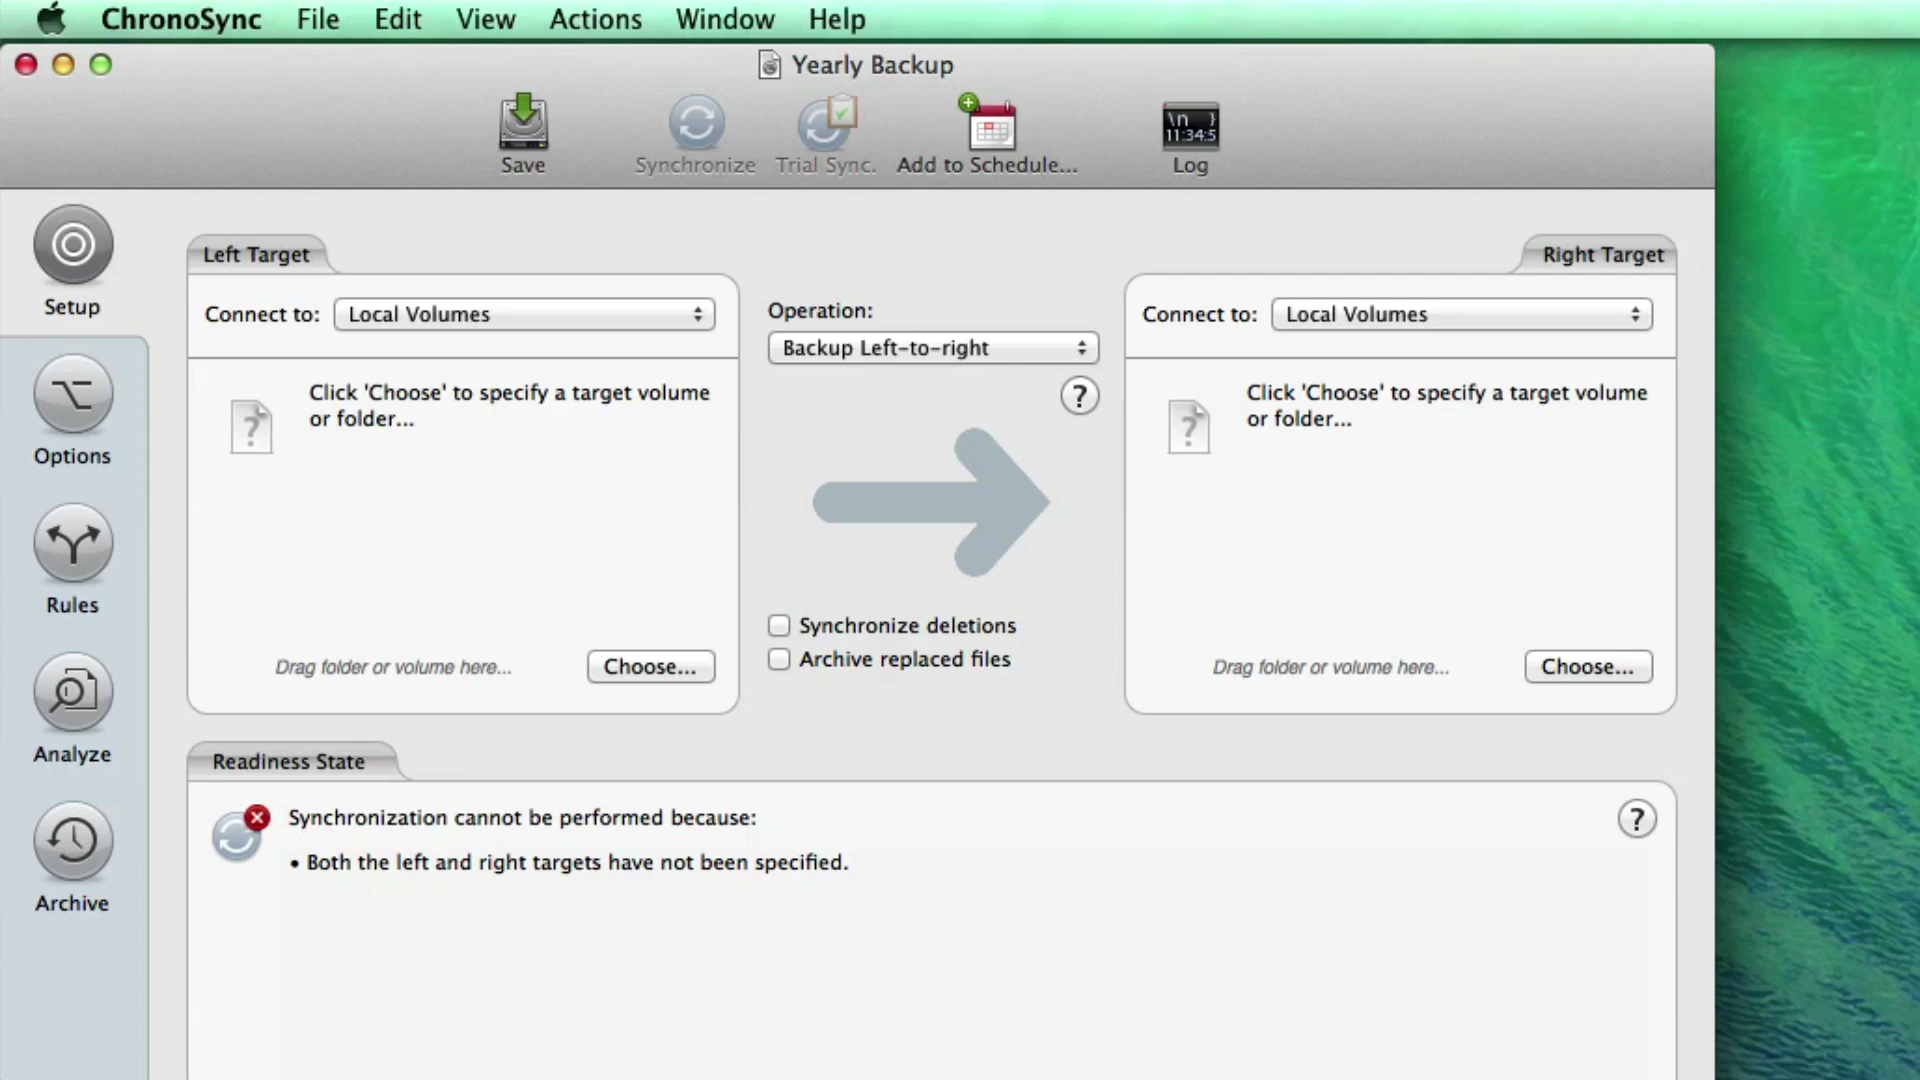 ChronoSync File Edit View Actions Window Help
Yearly Backup
\n }
11:34:5
Save Synchronize Trial Sync. Add to Schedule... Log
Setup
Options
Rules
Analyze
Archive
Left Target
Connect to: Local Volumes
Click 'Choose' to specify a target volume
or folder...
Drag folder or volume here... Choose...
Operation:
Backup Left-to-right
?
Synchronize deletions
Archive replaced files
Right Target
Connect to: Local Volumes
Click 'Choose' to specify a target volume
or folder...
Drag folder or volume here... Choose...
Readiness State
Synchronization cannot be performed because:
• Both the left and right targets have not been specified.
?